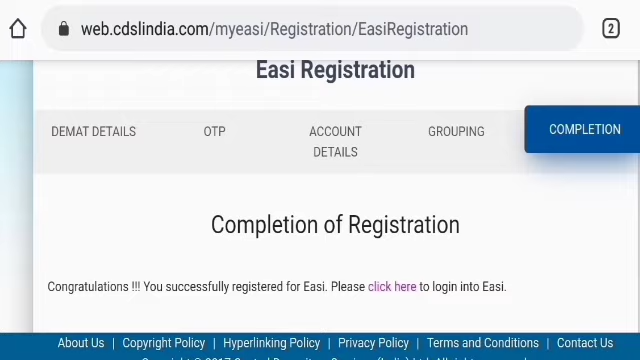 web.cdslindia.com/myeasi/Registration/EasiRegistration
2
Easi Registration
DEMAT DETAILS
OTP
ACCOUNT
DETAILS
GROUPING
COMPLETION
Completion of Registration
Congratulations !!! You successfully registered for Easi. Please click here to login into Easi.
About Us | Copyright Policy | Hyperlinking Policy | Privacy Policy | Terms and Conditions | Contact Us